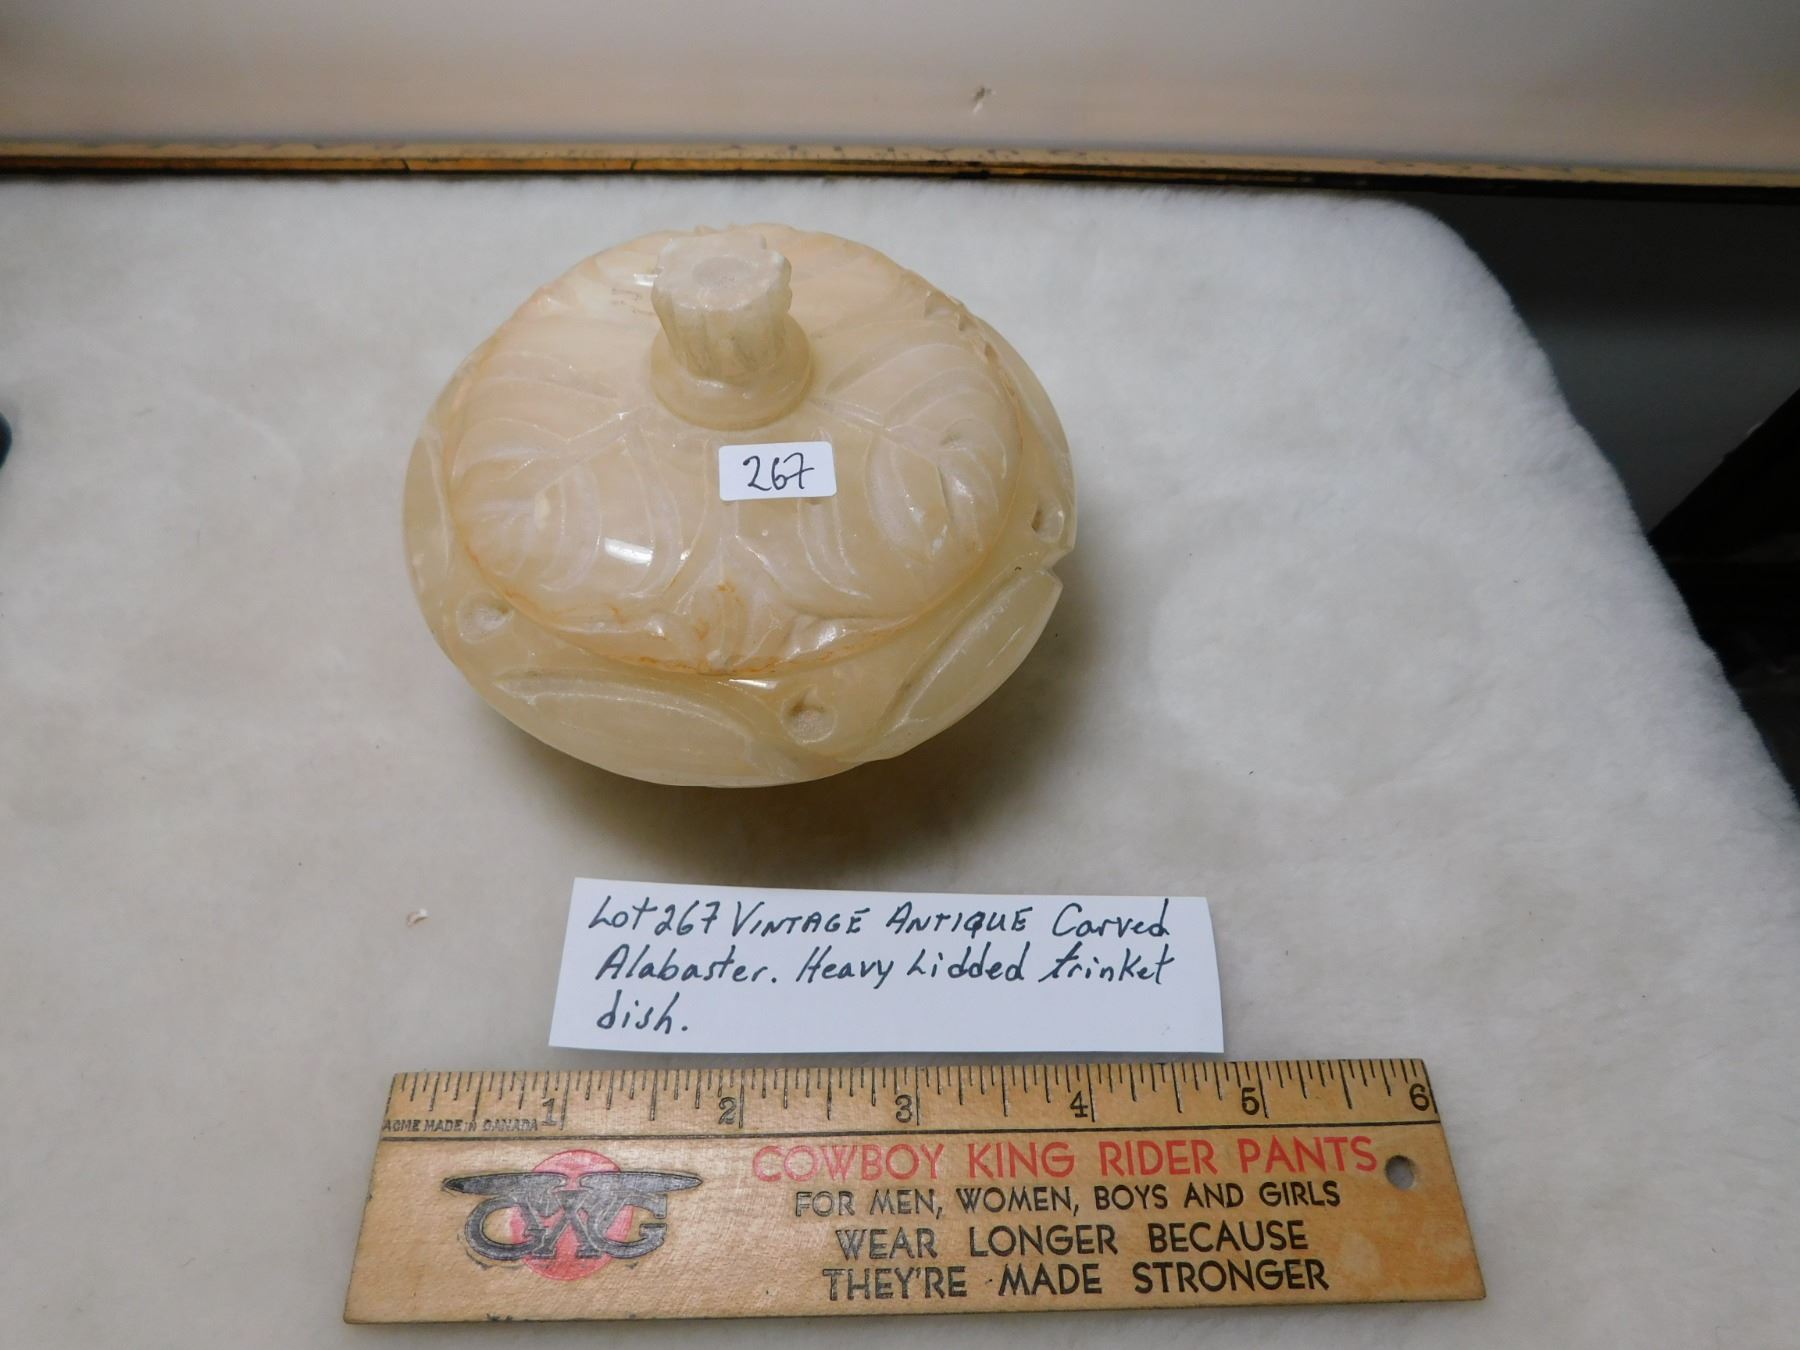 267
Lot 267 VINTAGE ANTIQUE Carved
Alabaster. Heavy Lidded trinket
dish.
1 2 3 4 5 6
ACME MADE IN CANADA
COWBOY KING RIDER PANTS
FOR MEN, WOMEN, BOYS AND GIRLS
WEAR LONGER BECAUSE
THEY'RE MADE STRONGER
GWG